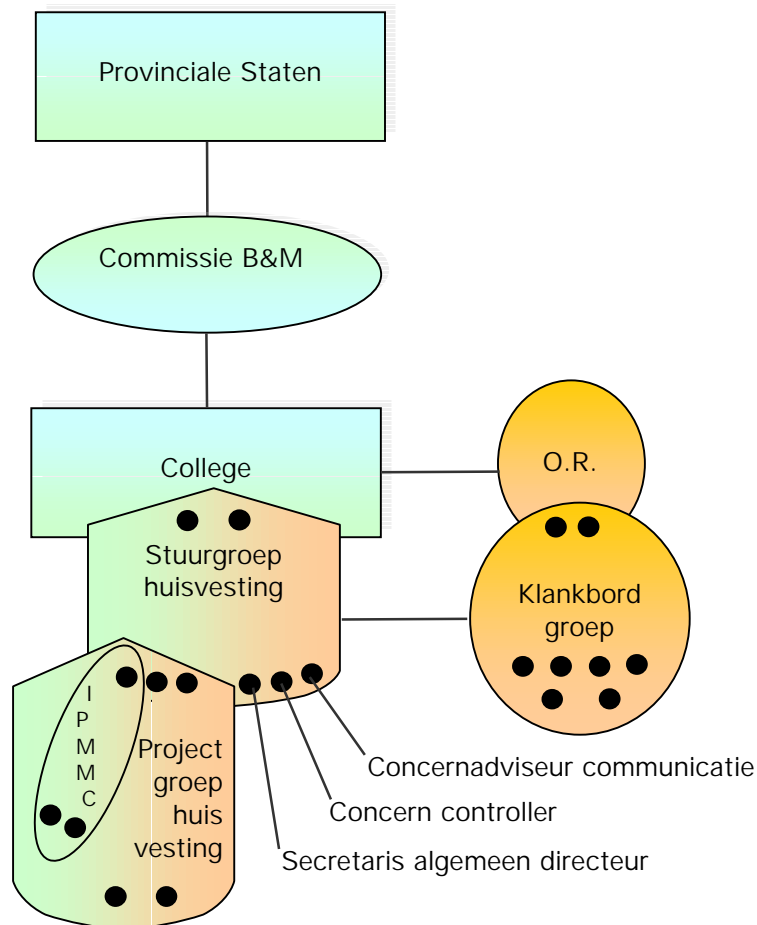 Provinciale Staten
Commissie B&M
College
O.R.
Stuurgroep
huisvesting
Klankbord
groep
I
P
M
M
C
Project
groep
huis
vesting
Concernadviseur communicatie
Concern controller
Secretaris algemeen directeur